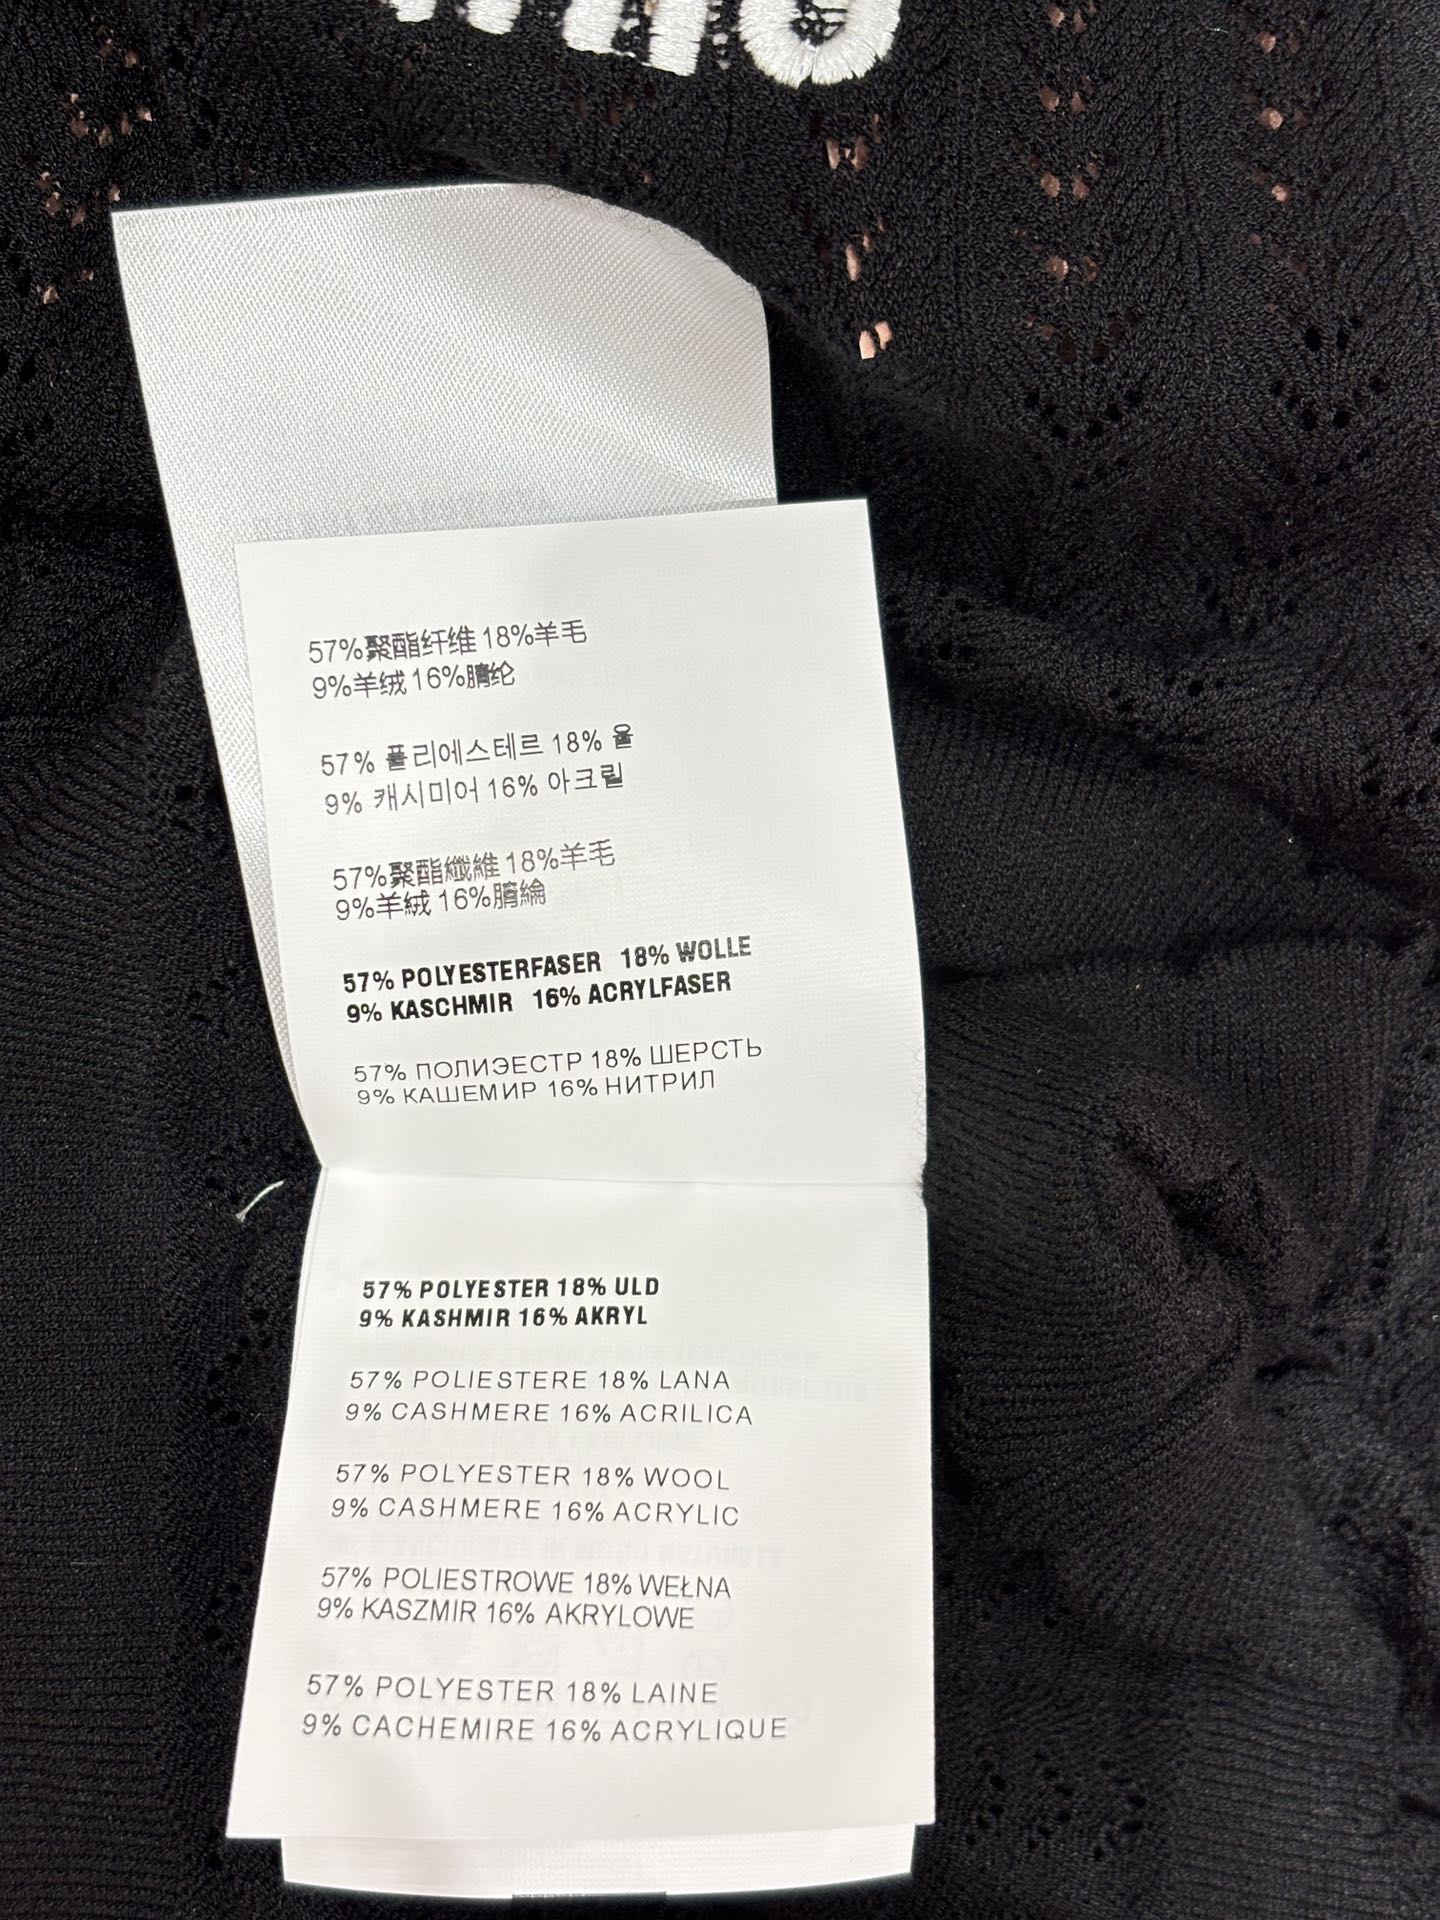 57%聚酯纤维 18%羊毛
9%羊绒 16%腈纶
57% 폴리에스테르 18% 울
9% 캐시미어 16% 아크릴
57%聚酯纖維 18%羊毛
9%羊絨 16%腈綸
57% POLYESTERFASER 18% WOLLE
9% KASCHMIR 16% ACRYLFASER
57% ПОЛИЭЕСТР 18% ШЕРСТЬ
9% КАШЕМИР 16% НИТРИЛ
57% POLYESTER 18% ULD
9% KASHMIR 16% AKRYL
57% POLIESTERE 18% LANA
9% CASHMERE 16% ACRILICA
57% POLYESTER 18% WOOL
9% CASHMERE 16% ACRYLIC
57% POLIESTROWE 18% WEŁNA
9% KASZMIR 16% AKRYLOWE
57% POLYESTER 18% LAINE
9% CACHEMIRE 16% ACRYLIQUE